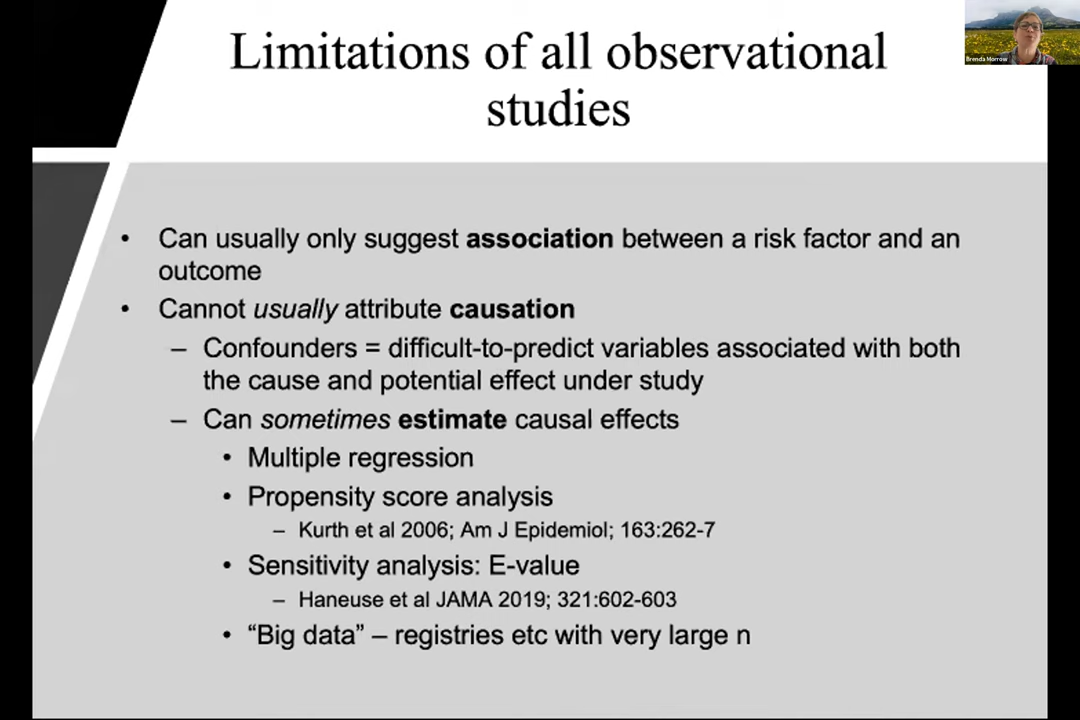 Limitations of all observational
studies
Brenda Morrow
• Can usually only suggest association between a risk factor and an
outcome
• Cannot usually attribute causation
– Confounders = difficult-to-predict variables associated with both
the cause and potential effect under study
– Can sometimes estimate causal effects
• Multiple regression
• Propensity score analysis
– Kurth et al 2006; Am J Epidemiol; 163:262-7
• Sensitivity analysis: E-value
– Haneuse et al JAMA 2019; 321:602-603
• “Big data” – registries etc with very large n